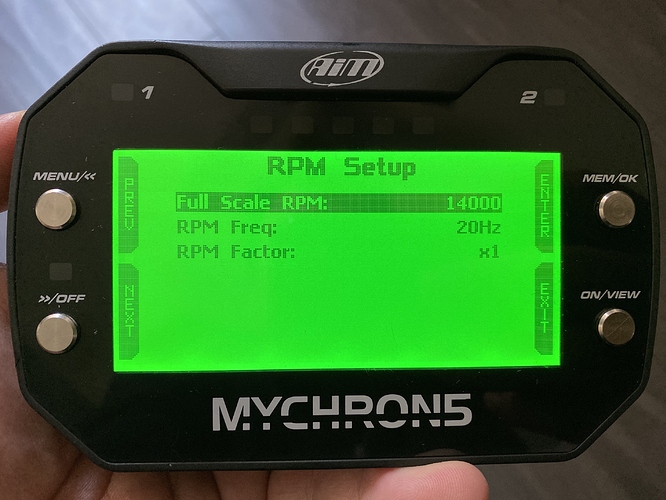 AiM
1
2
MENU/<<
MEM/OK
>>/OFF
ON/VIEW
PREV
NEXT
ENTER
EXIT
RPM Setup
Full Scale RPM: 14000
RPM Freq: 20Hz
RPM Factor: x1
MYCHRON5